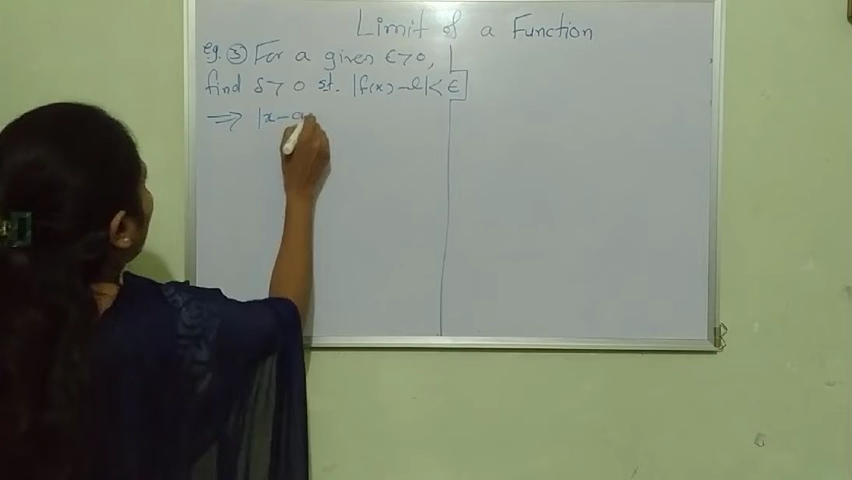 Limit of a Function
eg. ③ For a given ϵ>0,
find δ>0 st. |f(x)-l|<ϵ
⇒ |x-a